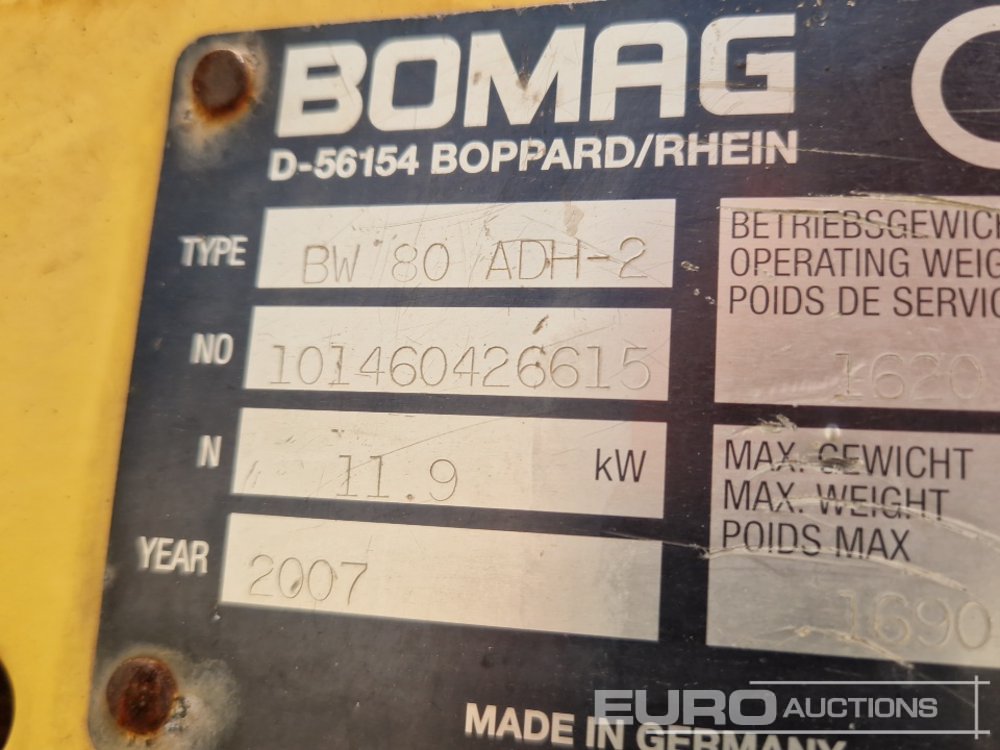 BOMAG
D-56154 BOPPARD/RHEIN
TYPE BW 80 ADH-2
NO 101460426615
N 11.9 kW
YEAR 2007
BETRIEBSGEWICH
OPERATING WEIG
POIDS DE SERVIC
1620
MAX. GEWICHT
MAX. WEIGHT
POIDS MAX
1690
MADE IN GERMANY
EURO AUCTIONS